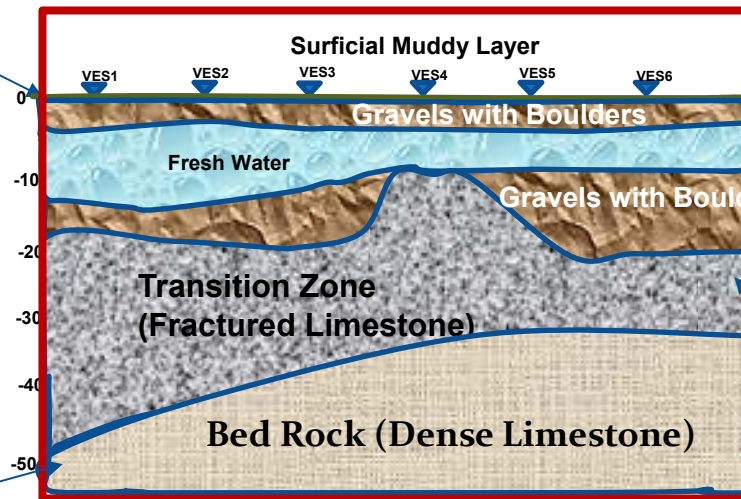 Surficial Muddy Layer
VES1 VES2 VES3 VES4 VES5 VES6
0
Gravels with Boulders
Fresh Water
-10
Gravels with Bould
-20
Transition Zone
(Fractured Limestone)
-30
-40
Bed Rock (Dense Limestone)
-50